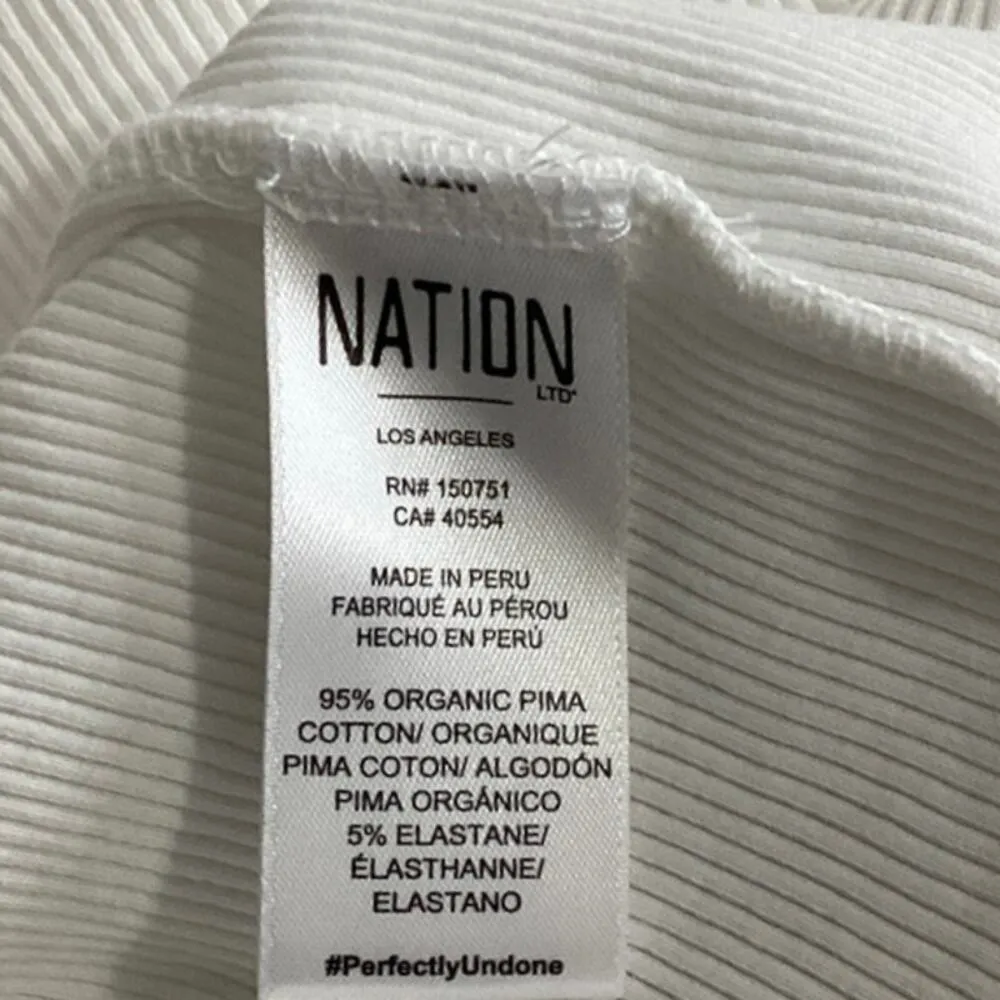 NATION
LTD
LOS ANGELES
RN# 150751
CA# 40554
MADE IN PERU
FABRIQUÉ AU PÉROU
HECHO EN PERÚ
95% ORGANIC PIMA
COTTON/ ORGANIQUE
PIMA COTON/ ALGODÓN
PIMA ORGÁNICO
5% ELASTANE/
ÉLASTHANNE/
ELASTANO
#PerfectlyUndone